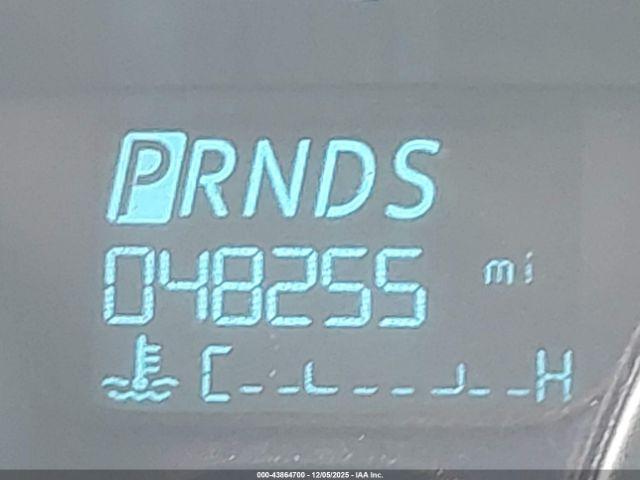 PRNDS
048255 mi
C H
000-43864700 - 12/05/2025 - IAA Inc.